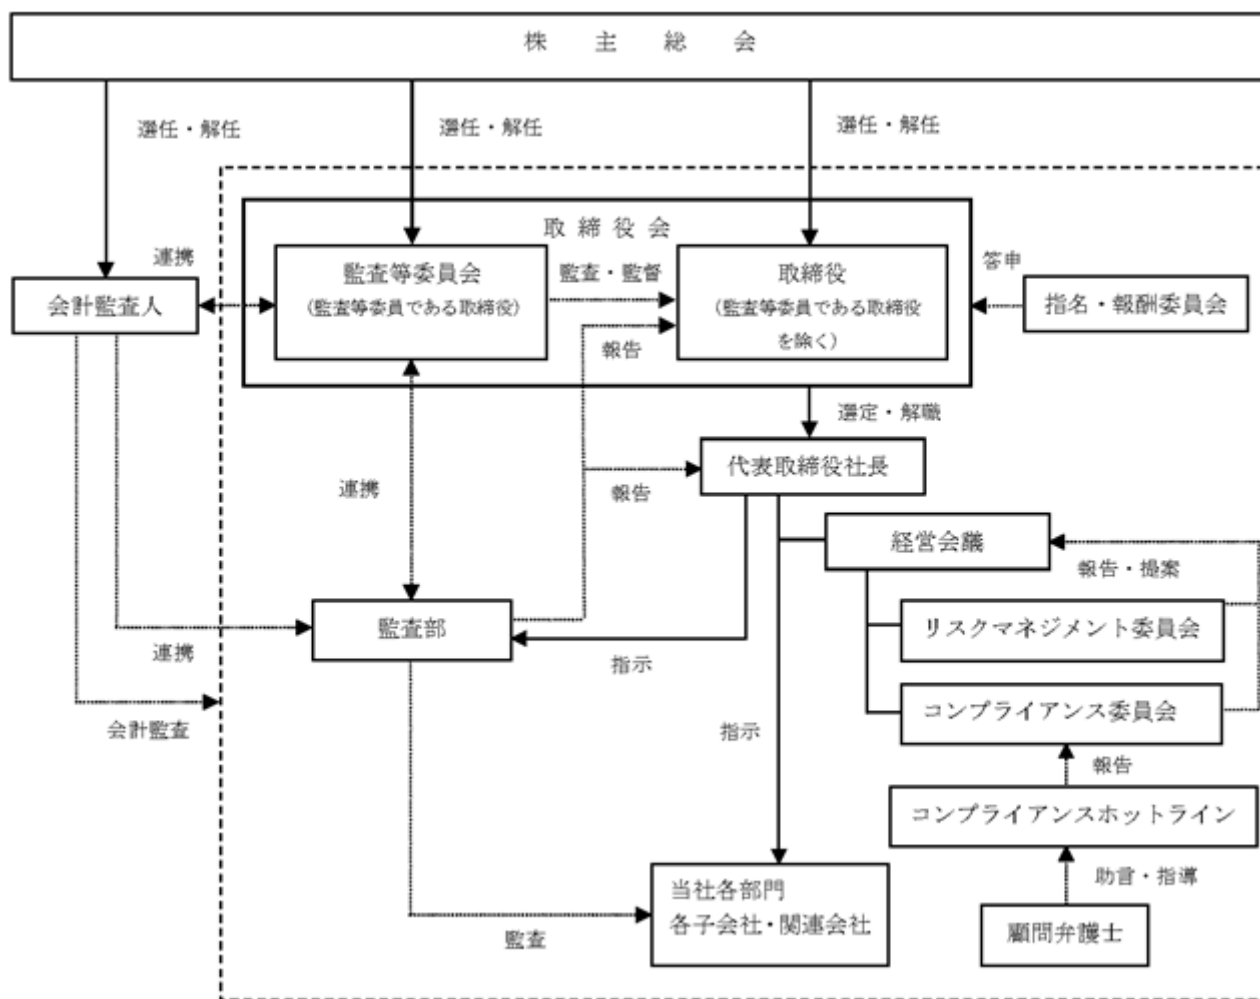 株主総会
選任・解任
選任・解任
選任・解任
取締役会
連携
監査等委員会
(監査等委員である取締役)
監査・監督
取締役
(監査等委員である取締役
を除く)
答申
会計監査人
指名・報酬委員会
報告
選定・解職
代表取締役社長
連携
報告
経営会議
報告・提案
監査部
リスクマネジメント委員会
連携
指示
コンプライアンス委員会
会計監査
指示
報告
コンプライアンスホットライン
助言・指導
当社各部門
各子会社・関連会社
顧問弁護士
監査